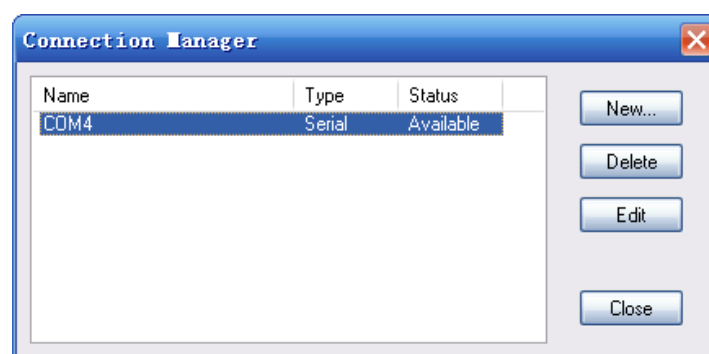 Connection Manager
Name Type Status
COM4 Serial Available
New...
Delete
Edit
Close